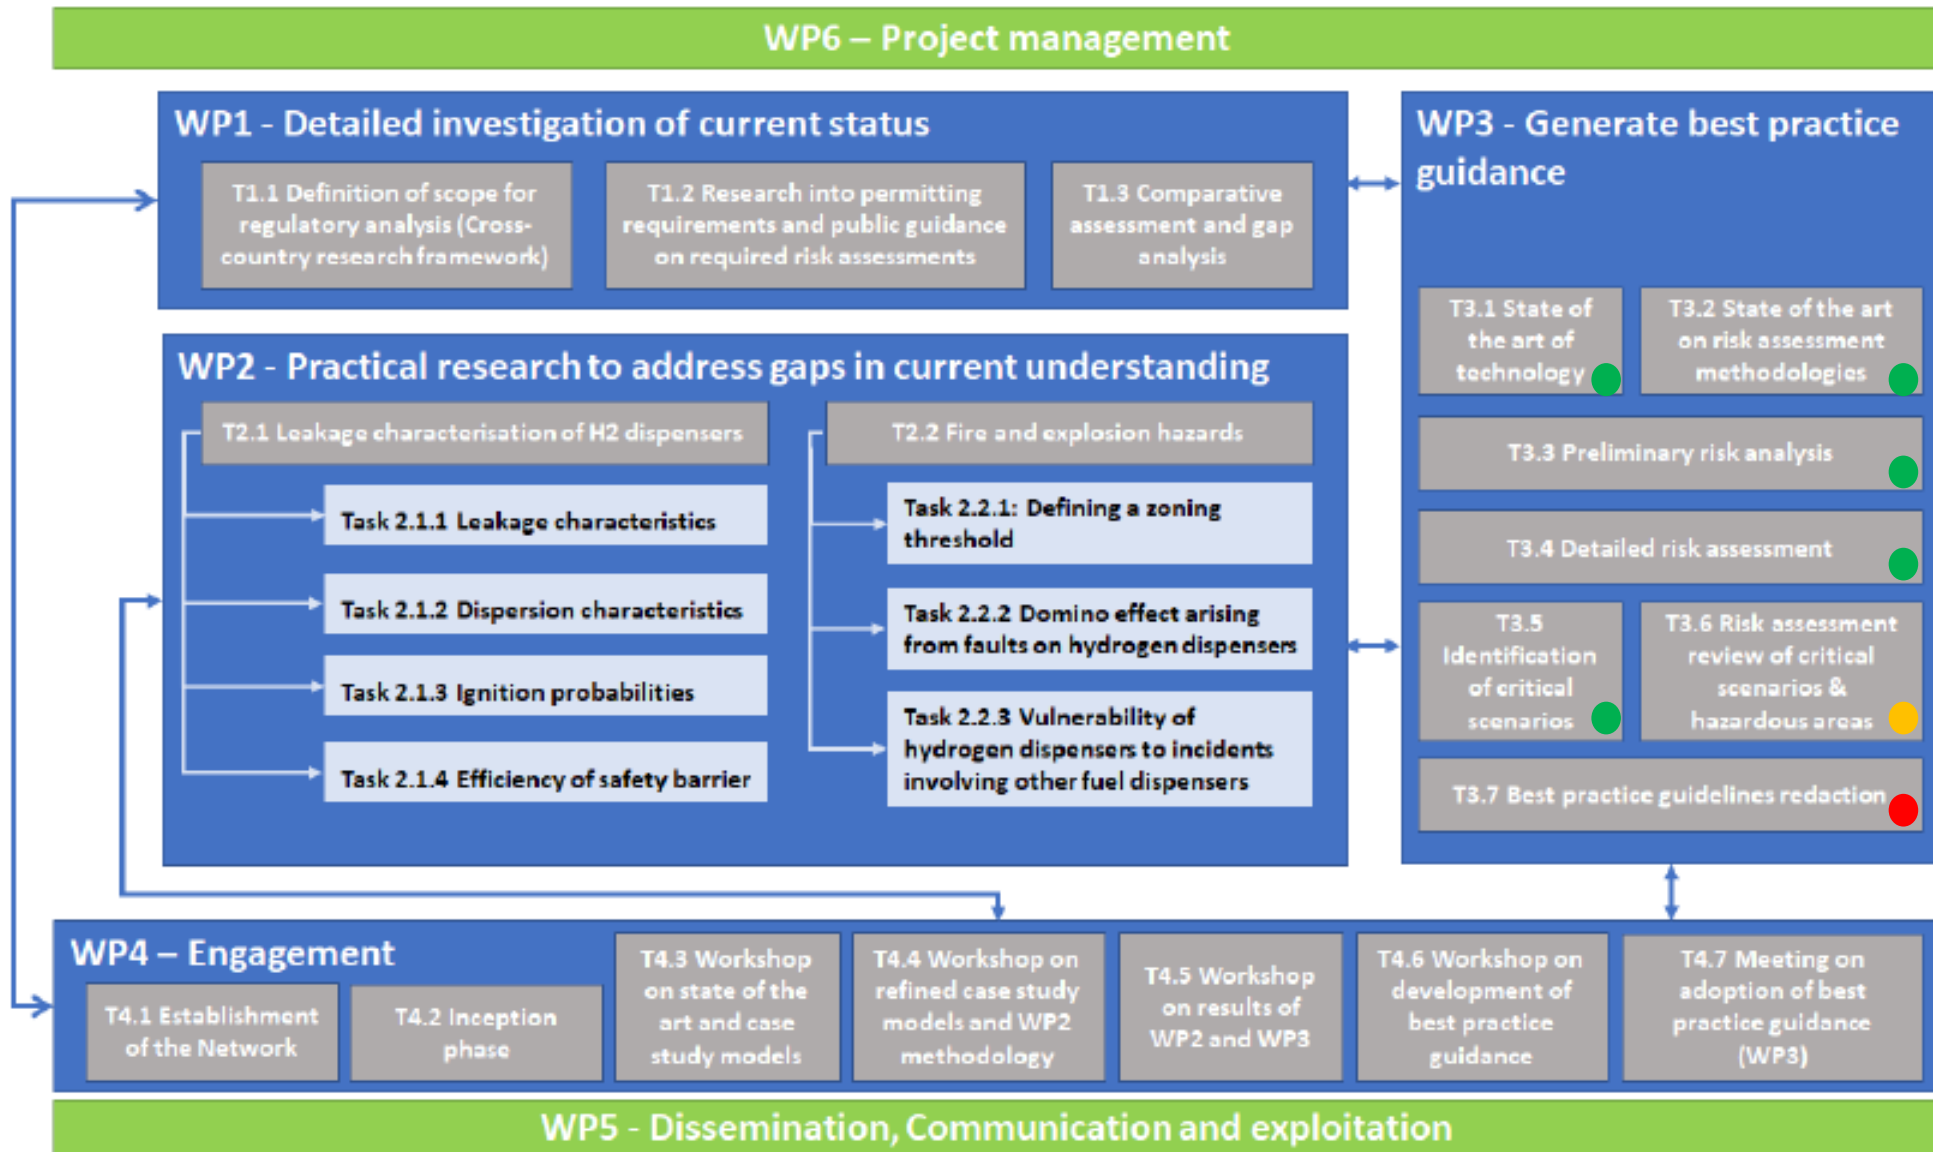 WP6 – Project management
WP1 - Detailed investigation of current status
T1.1 Definition of scope for
regulatory analysis (Cross-
country research framework)
T1.2 Research into permitting
requirements and public guidance
on required risk assessments
T1.3 Comparative
assessment and gap
analysis
WP2 - Practical research to address gaps in current understanding
T2.1 Leakage characterisation of H2 dispensers
Task 2.1.1 Leakage characteristics
Task 2.1.2 Dispersion characteristics
Task 2.1.3 Ignition probabilities
Task 2.1.4 Efficiency of safety barrier
T2.2 Fire and explosion hazards
Task 2.2.1: Defining a zoning
threshold
Task 2.2.2 Domino effect arising
from faults on hydrogen dispensers
Task 2.2.3 Vulnerability of
hydrogen dispensers to incidents
involving other fuel dispensers
WP3 - Generate best practice
guidance
T3.1 State of
the art of
technology
T3.2 State of the art
on risk assessment
methodologies
T3.3 Preliminary risk analysis
T3.4 Detailed risk assessment
T3.5
Identification
of critical
scenarios
T3.6 Risk assessment
review of critical
scenarios &
hazardous areas
T3.7 Best practice guidelines redaction
WP4 – Engagement
T4.1 Establishment
of the Network
T4.2 Inception
phase
T4.3 Workshop
on state of the
art and case
study models
T4.4 Workshop on
refined case study
models and WP2
methodology
T4.5 Workshop
on results of
WP2 and WP3
T4.6 Workshop on
development of
best practice
guidance
T4.7 Meeting on
adoption of best
practice guidance
(WP3)
WP5 - Dissemination, Communication and exploitation